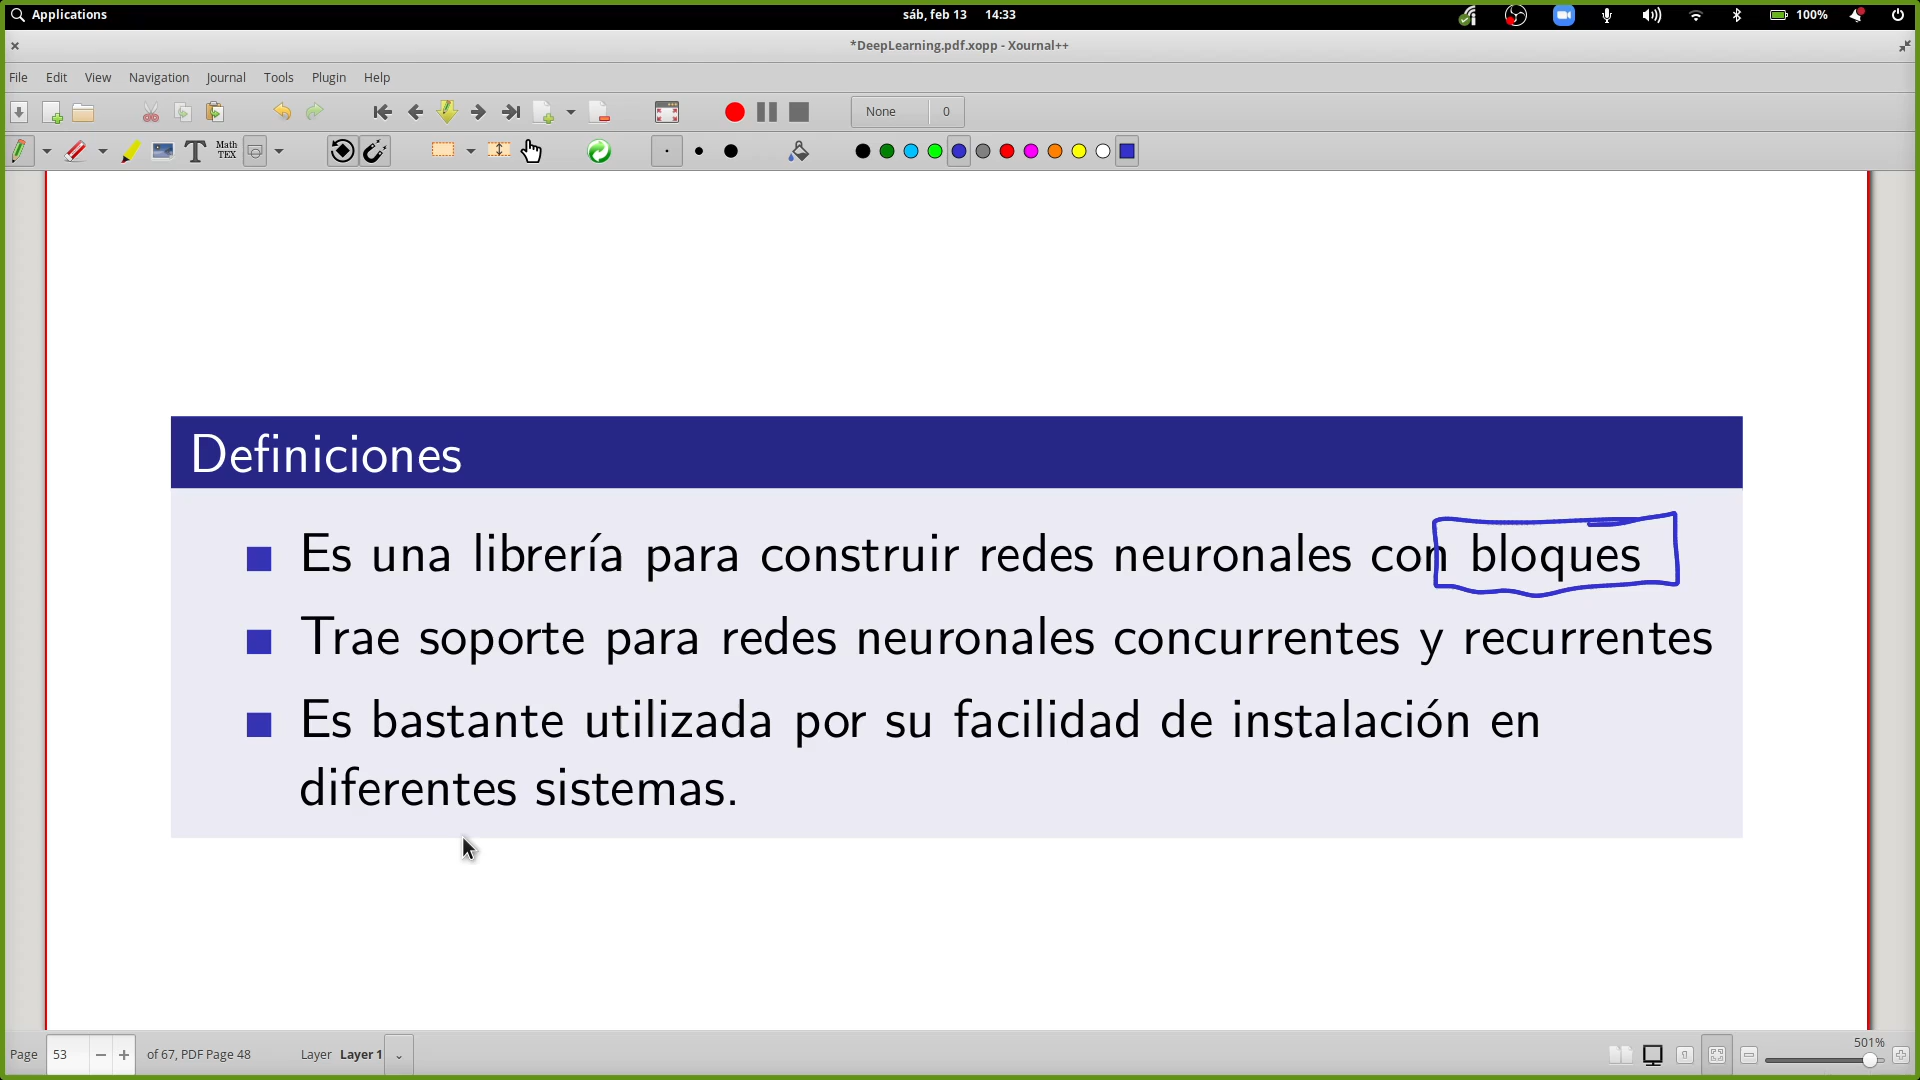 Applications sáb, feb 13 14:33 100%
*DeepLearning.pdf.xopp - Xournal++
File Edit View Navigation Journal Tools Plugin Help
None 0
T Math
TEX
Definiciones
Es una librería para construir redes neuronales con bloques
Trae soporte para redes neuronales concurrentes y recurrentes
Es bastante utilizada por su facilidad de instalación en
diferentes sistemas.
501%
Page 53 of 67, PDF Page 48 Layer Layer 1